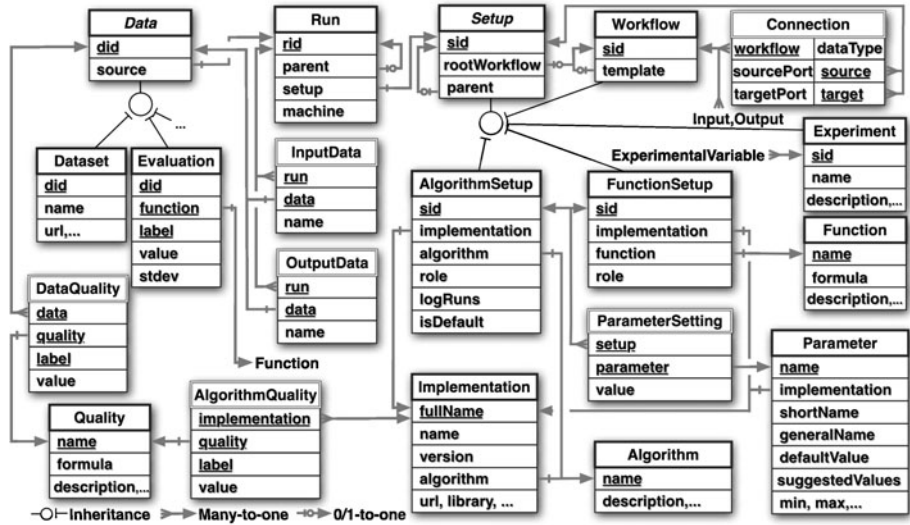 Data
did
source
Run
rid
parent
setup
machine
Setup
sid
rootWorkflow
parent
Workflow
sid
template
Connection
workflow dataType
sourcePort source
targetPort target
Input,Output
...
Dataset
did
name
url,...
Evaluation
did
function
label
value
stdev
InputData
run
data
name
OutputData
run
data
name
AlgorithmSetup
sid
implementation
algorithm
role
logRuns
isDefault
ExperimentalVariable
FunctionSetup
sid
implementation
function
role
Experiment
sid
name
description,...
Function
name
formula
description,...
DataQuality
data
quality
label
value
Function
ParameterSetting
setup
parameter
value
Parameter
name
implementation
shortName
generalName
defaultValue
suggestedValues
min, max,...
Quality
name
formula
description,...
AlgorithmQuality
implementation
quality
label
value
Implementation
fullName
name
version
algorithm
url, library, ...
Algorithm
name
description,...
Inheritance Many-to-one 0/1-to-one